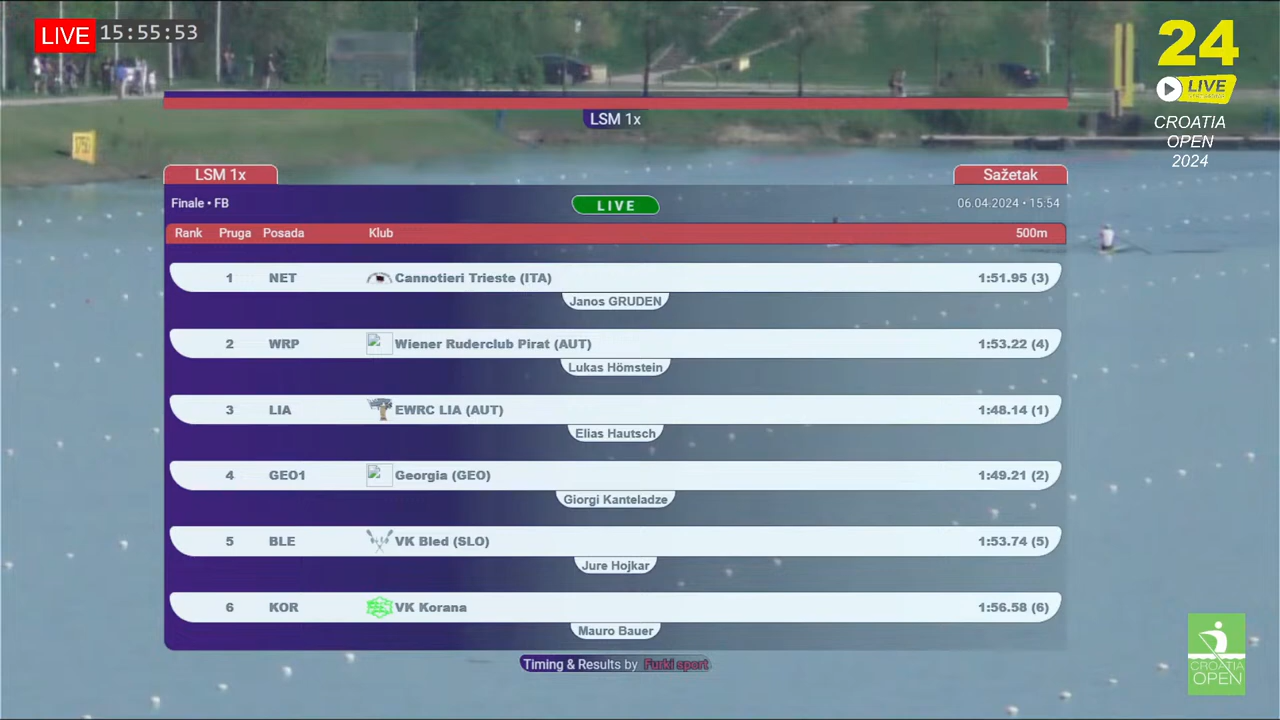 LIVE 15:55:53
24
LIVE
CROATIA
OPEN
2024
LSM 1x
LSM 1x Sažetak
Finale • FB LIVE 06.04.2024 • 15:54
Rank Pruga Posada Klub 500m
1 NET Cannotieri Trieste (ITA) 1:51.95 (3)
Janos GRUDEN
2 WRP Wiener Ruderclub Pirat (AUT) 1:53.22 (4)
Lukas Hömstein
3 LIA EWRC LIA (AUT) 1:48.14 (1)
Elias Hautsch
4 GEO1 Georgia (GEO) 1:49.21 (2)
Giorgi Kanteladze
5 BLE VK Bled (SLO) 1:53.74 (5)
Jure Hojkar
6 KOR VK Korana 1:56.58 (6)
Mauro Bauer
Timing & Results by Furki sport
CROATIA
OPEN